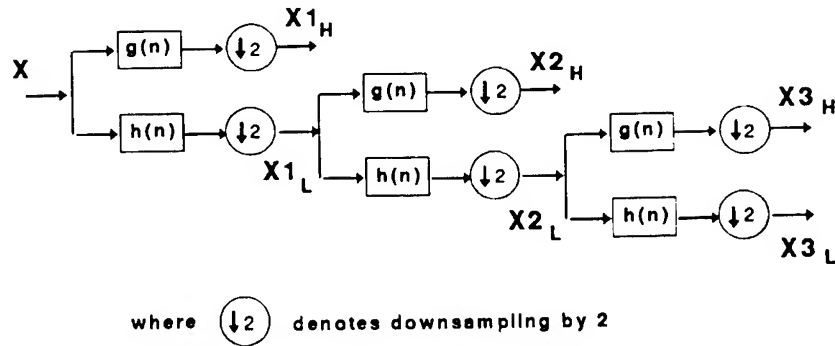 X1H
X g(n) ↓2
X2H
g(n) ↓2
h(n) ↓2
X3H
X1L
g(n) ↓2
h(n) ↓2
X2L
h(n) ↓2
X3L
where ↓2 denotes downsampling by 2